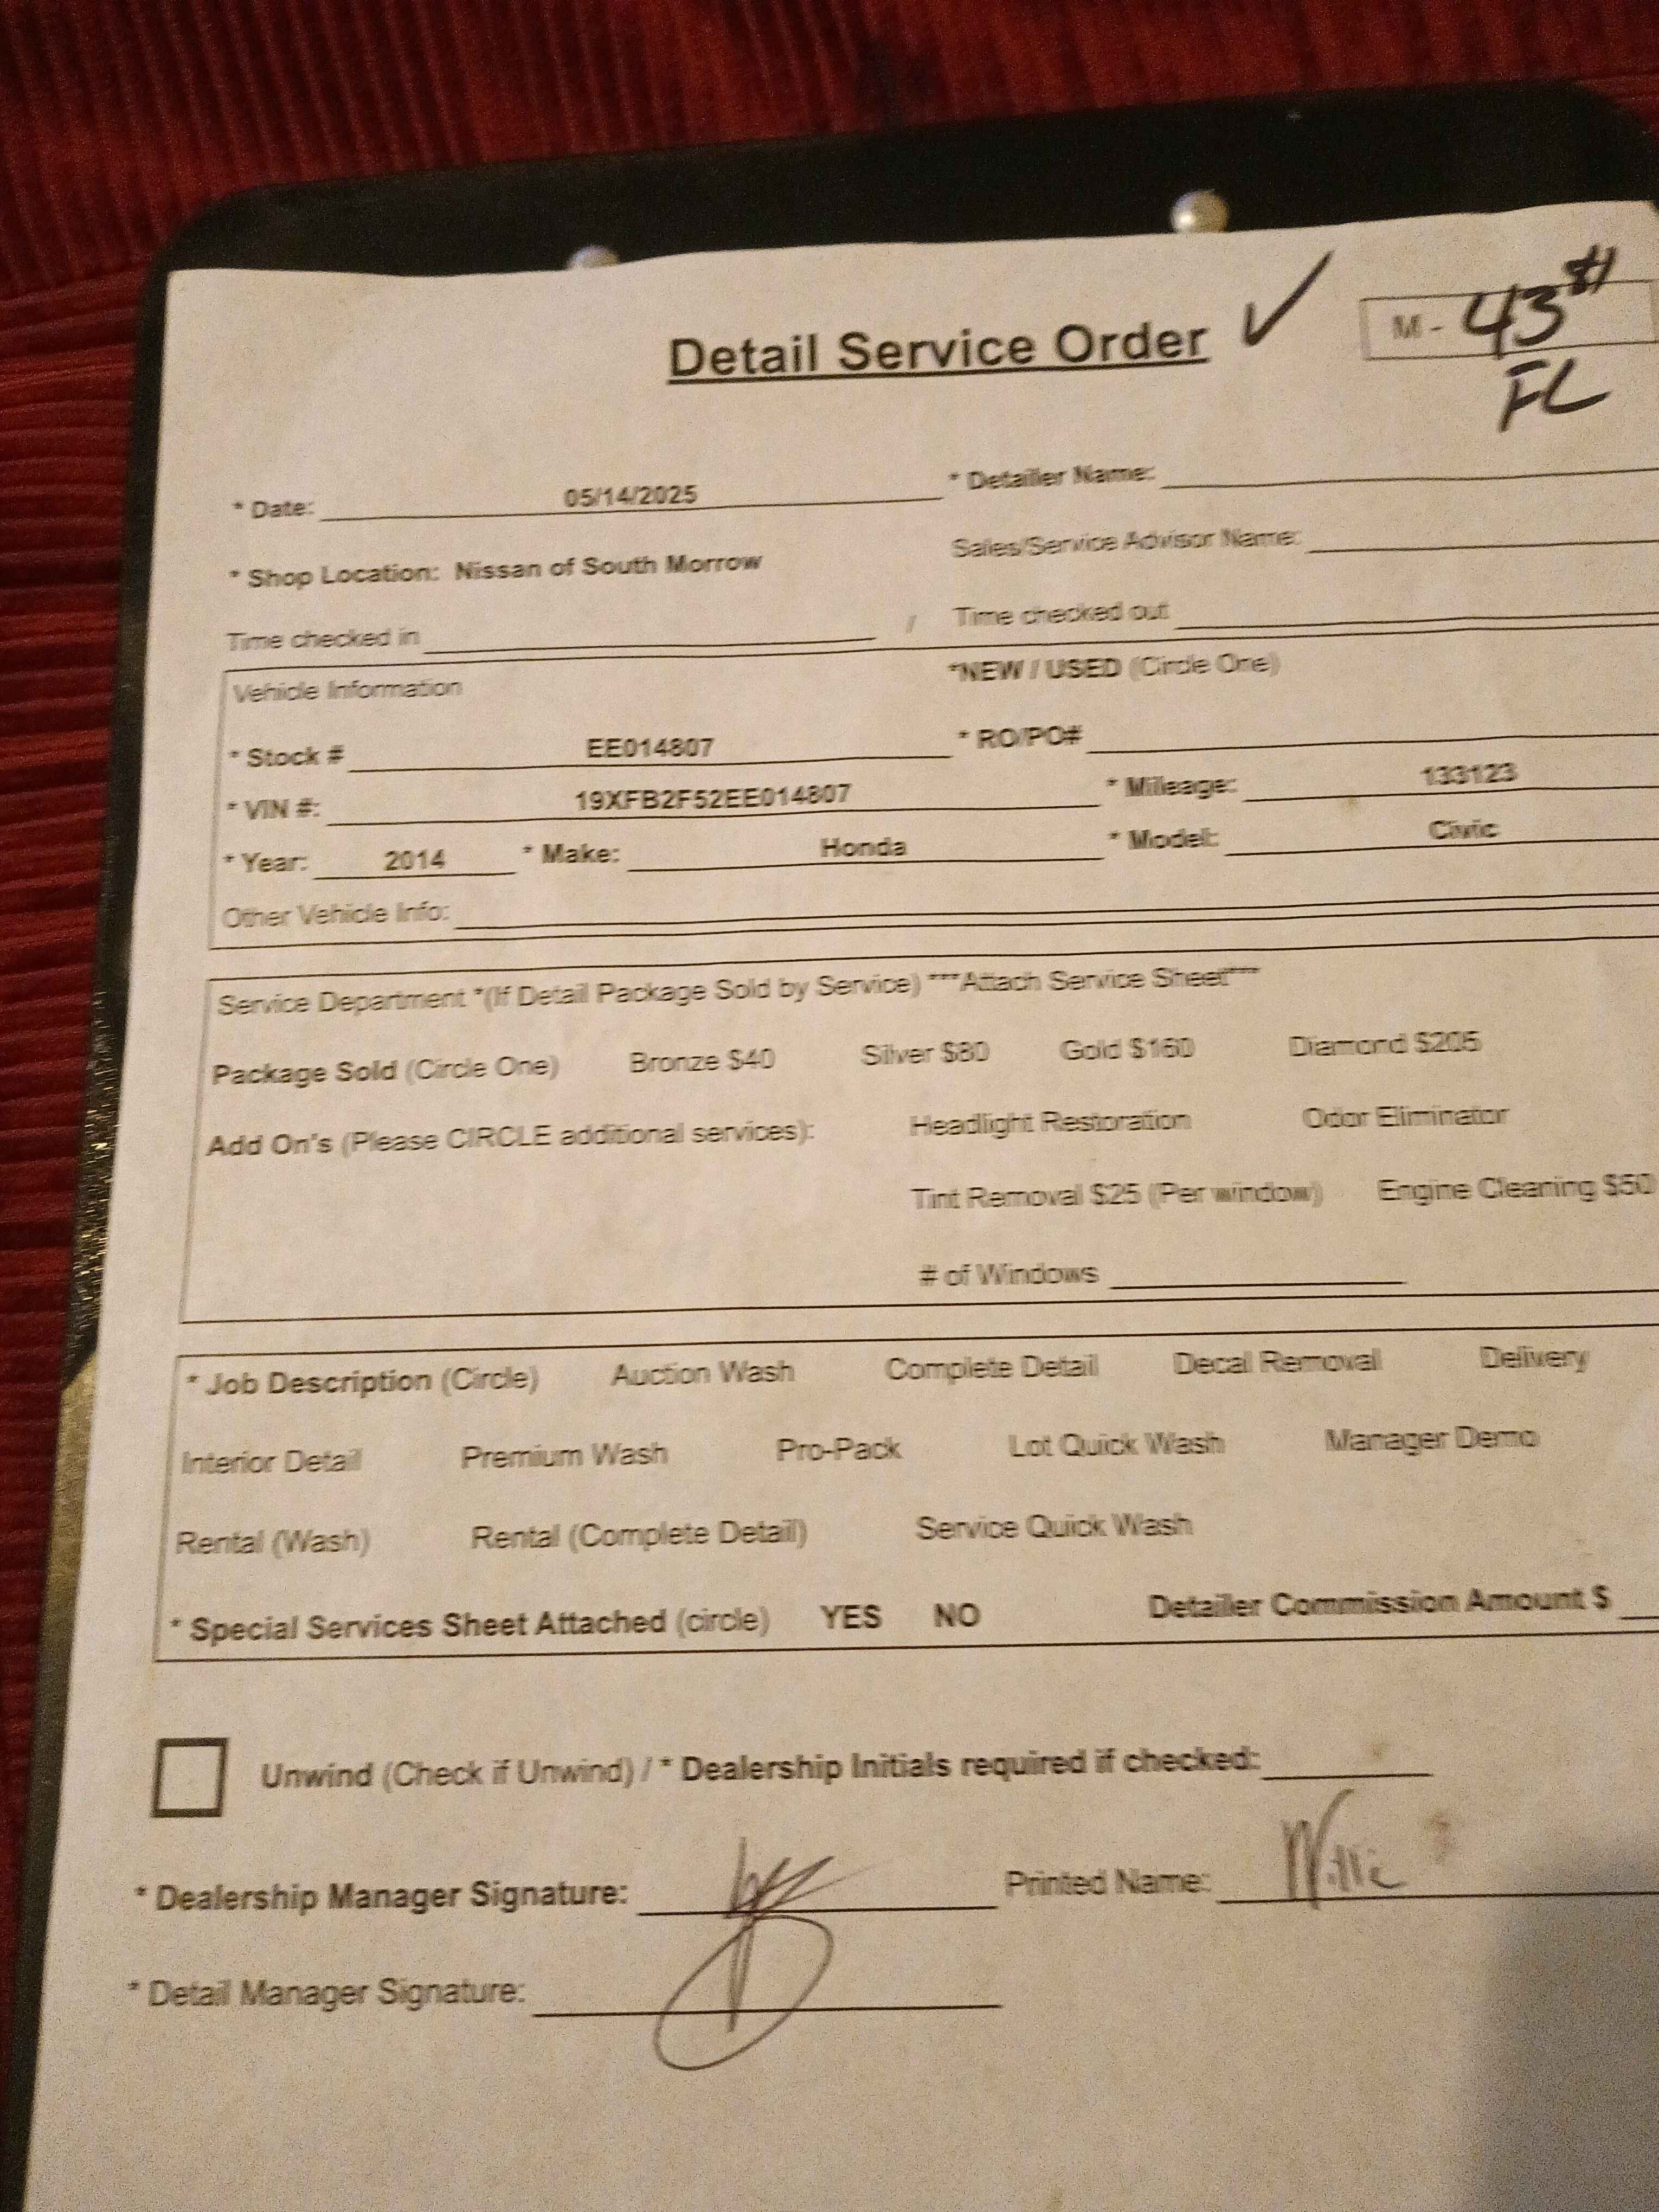 Detail Service Order ✓
M - 43
FL
* Date: 05/14/2025 * Detailer Name:
* Shop Location: Nissan of South Morrow Sales/Service Advisor Name:
Time checked in / Time checked out
Vehicle Information *NEW / USED (Circle One)
* Stock # EE014807 * RO/PO#
* VIN #: 19XFB2F52EE014807 * Mileage: 133123
* Year: 2014 * Make: Honda * Model: Civic
Other Vehicle Info:
Service Department *(If Detail Package Sold by Service) ***Attach Service Sheet***
Package Sold (Circle One) Bronze $40 Silver $80 Gold $160 Diamond $205
Add On's (Please CIRCLE additional services): Headlight Restoration Odor Eliminator
Tint Removal $25 (Per window) Engine Cleaning $50
# of Windows
* Job Description (Circle) Auction Wash Complete Detail Decal Removal Delivery
Interior Detail Premium Wash Pro-Pack Lot Quick Wash Manager Demo
Rental (Wash) Rental (Complete Detail) Service Quick Wash
* Special Services Sheet Attached (circle) YES NO Detailer Commission Amount $
Unwind (Check if Unwind) / * Dealership Initials required if checked:
* Dealership Manager Signature: Printed Name: Willie
* Detail Manager Signature: